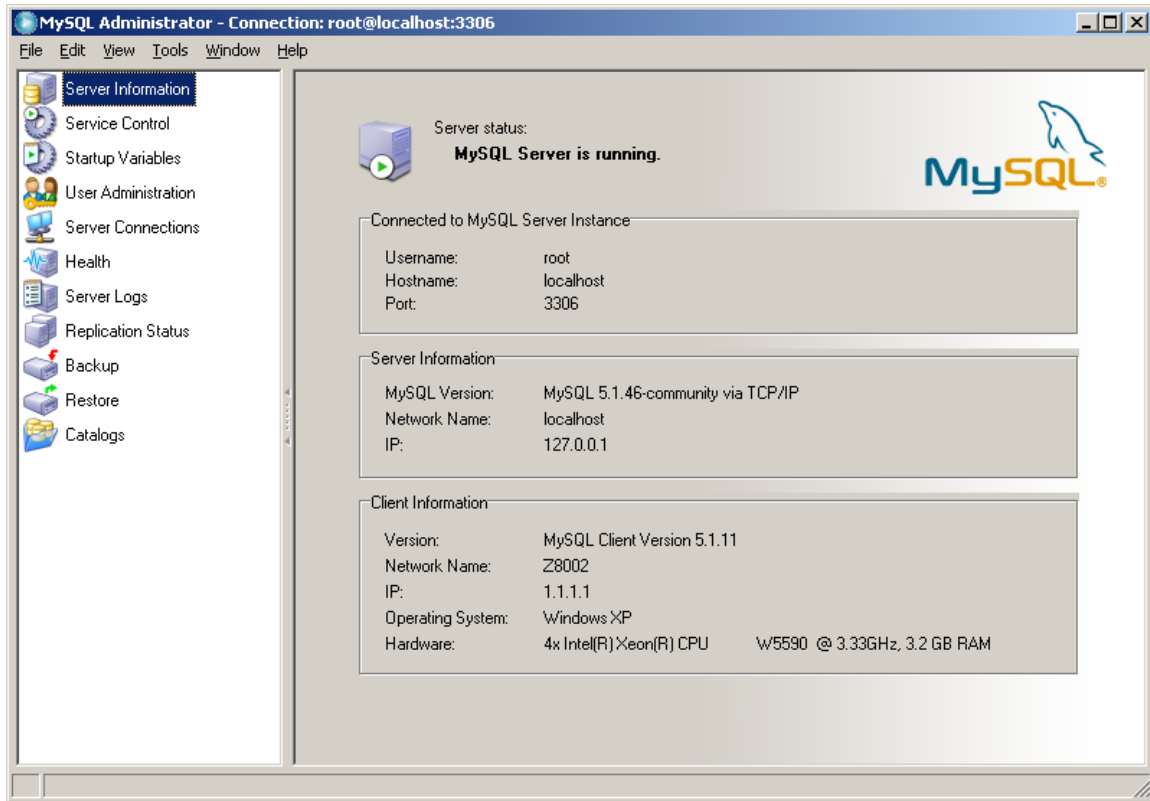 MySQL Administrator - Connection: root@localhost:3306
File Edit View Tools Window Help
Server Information
Service Control
Startup Variables
User Administration
Server Connections
Health
Server Logs
Replication Status
Backup
Restore
Catalogs
Server status:
MySQL Server is running.
MySQL®
Connected to MySQL Server Instance
Username: root
Hostname: localhost
Port: 3306
Server Information
MySQL Version: MySQL 5.1.46-community via TCP/IP
Network Name: localhost
IP: 127.0.0.1
Client Information
Version: MySQL Client Version 5.1.11
Network Name: Z8002
IP: 1.1.1.1
Operating System: Windows XP
Hardware: 4x Intel(R) Xeon(R) CPU W5590 @ 3.33GHz, 3.2 GB RAM